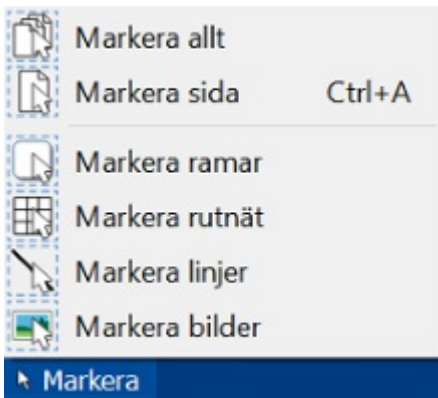 Markera allt
Markera sida Ctrl+A
Markera ramar
Markera rutnät
Markera linjer
Markera bilder
Markera